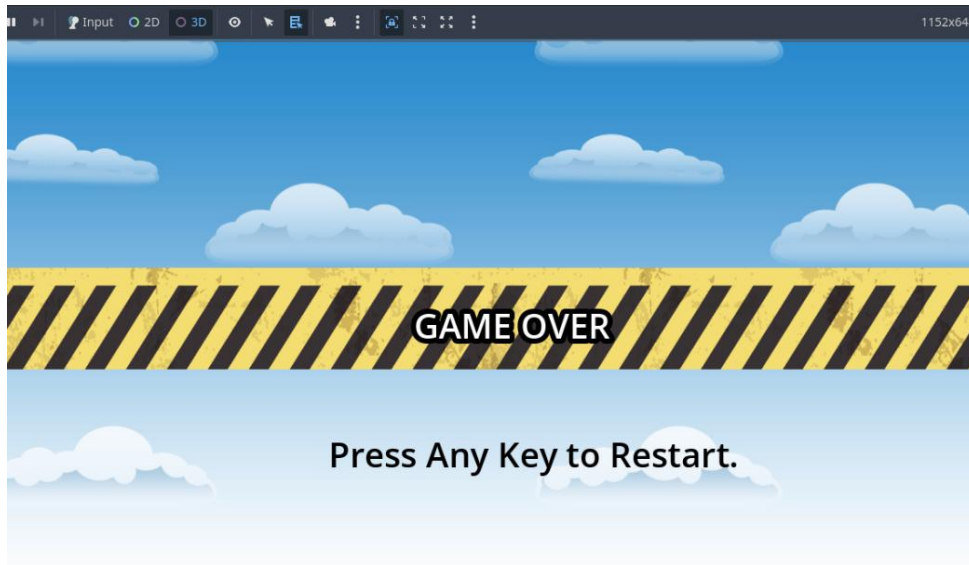 Input 2D 3D
1152x64
GAME OVER
Press Any Key to Restart.